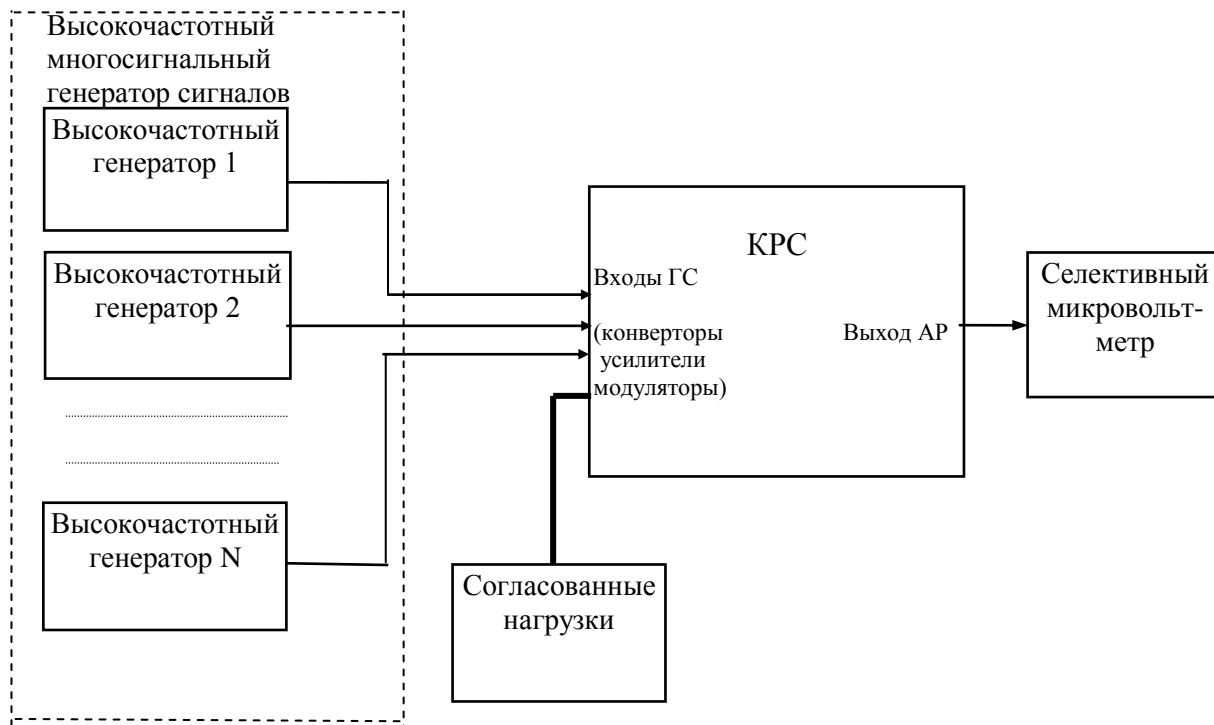 Высокочастотный
многосигнальный
генератор сигналов
Высокочастотный
генератор 1
Высокочастотный
генератор 2
Высокочастотный
генератор N
КРС
Входы ГС
(конверторы
усилители
модуляторы)
Выход АР
Селективный
микровольт-
метр
Согласованные
нагрузки